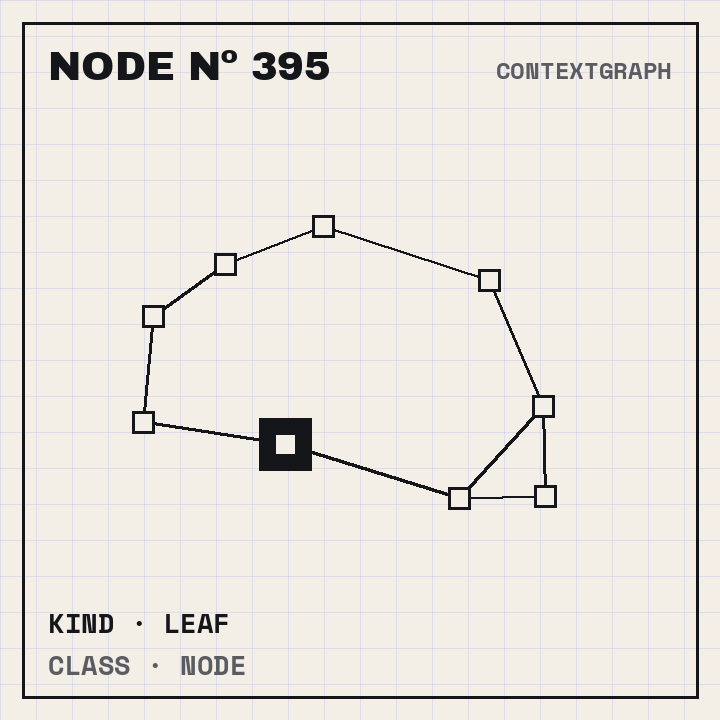 NODE Nº 395
CONTEXTGRAPH
KIND · LEAF
CLASS · NODE